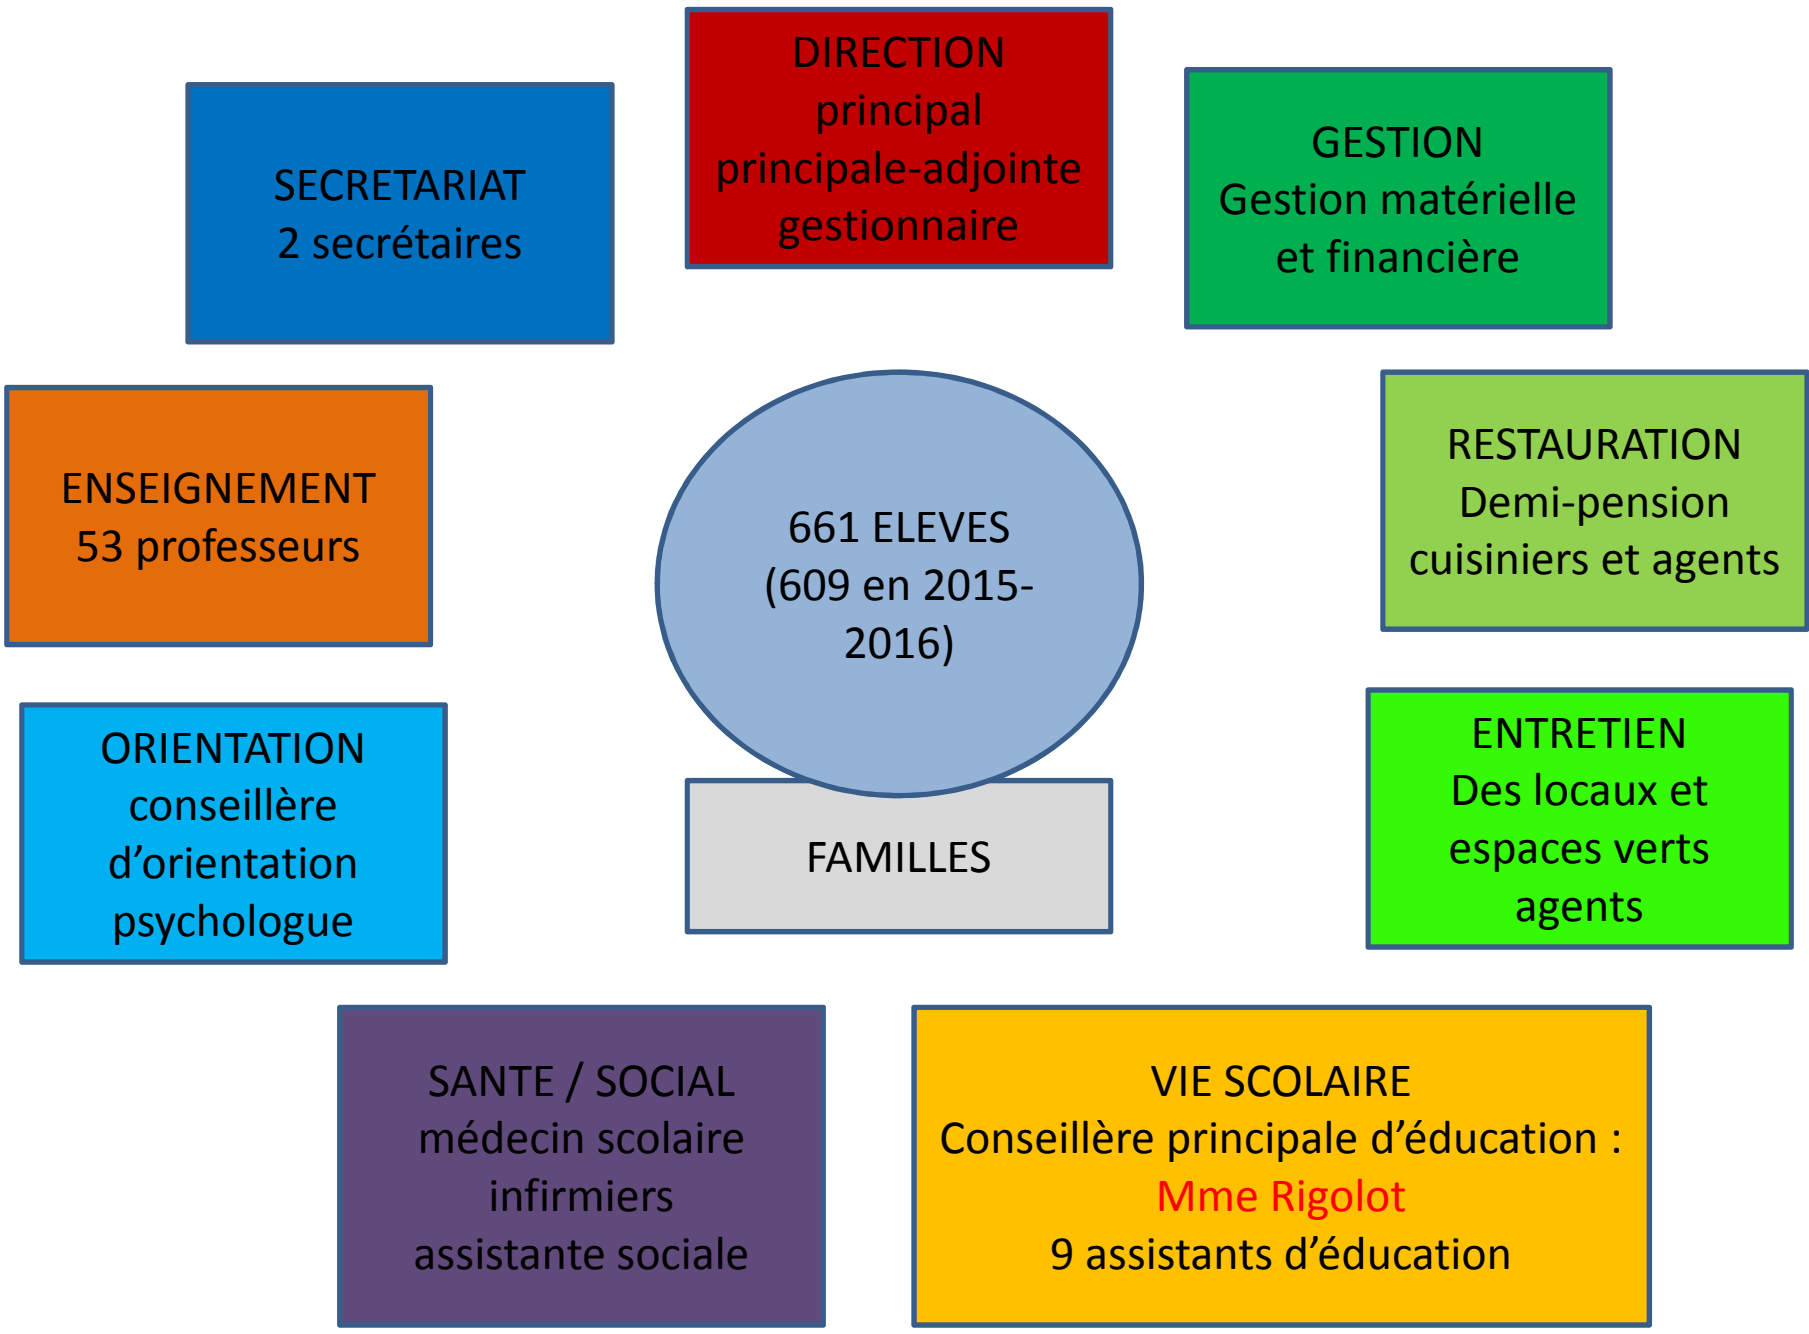 DIRECTION
principal
principale-adjointe
gestionnaire
SECRETARIAT
2 secrétaires
GESTION
Gestion matérielle
et financière
ENSEIGNEMENT
53 professeurs
661 ELEVES
(609 en 2015-
2016)
RESTAURATION
Demi-pension
cuisiniers et agents
ORIENTATION
conseillère
d’orientation
psychologue
FAMILLES
ENTRETIEN
Des locaux et
espaces verts
agents
SANTE / SOCIAL
médecin scolaire
infirmiers
assistante sociale
VIE SCOLAIRE
Conseillère principale d’éducation :
Mme Rigolot
9 assistants d’éducation